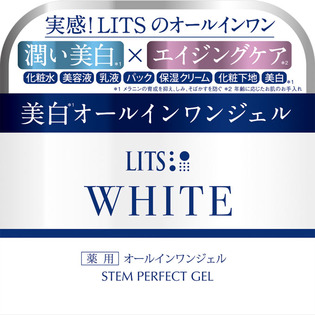 実感！LITSのオールインワン
潤い美白*1 × エイジングケア*2
化粧水 美容液 乳液 パック 保湿クリーム 化粧下地 美白*1
*1 メラニンの育成を抑え、しみ、そばかすを防ぐ *2 年齢に応じたお肌のお手入れ
美白*1オールインワンジェル
LITS
WHITE
薬用 オールインワンジェル
STEM PERFECT GEL